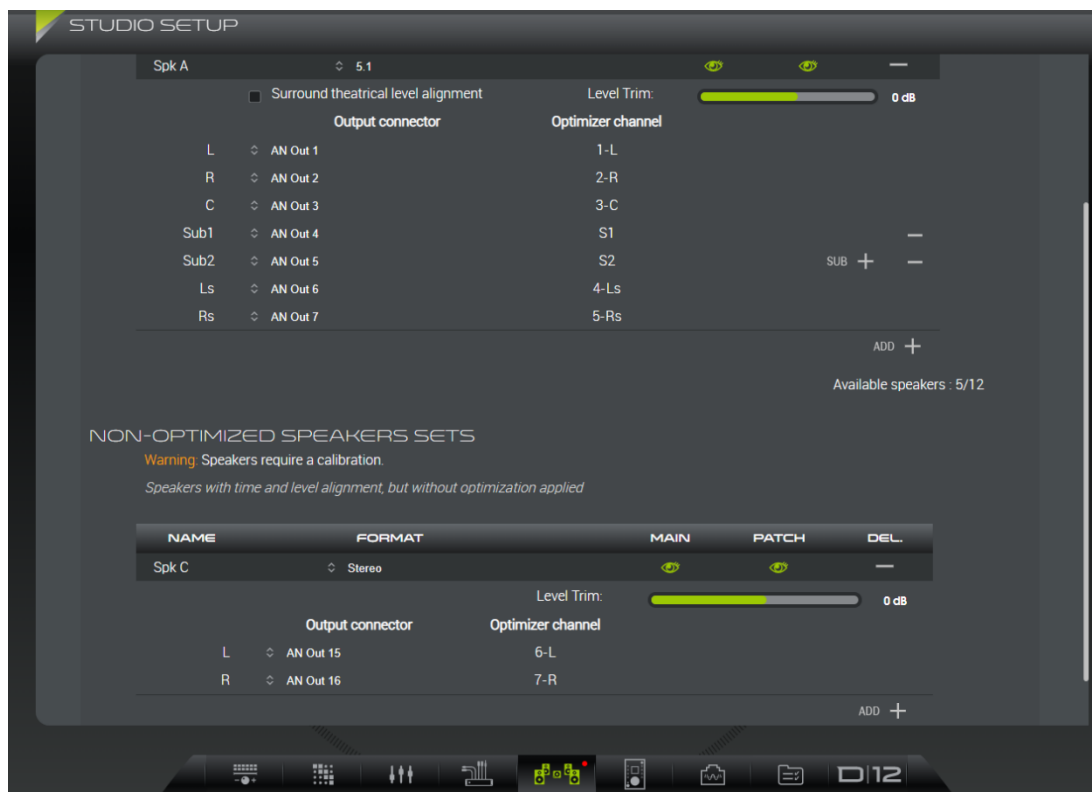 STUDIO SETUP
Spk A 5.1
Surround theatrical level alignment Level Trim: 0 dB
Output connector Optimizer channel
L AN Out 1 1-L
R AN Out 2 2-R
C AN Out 3 3-C
Sub1 AN Out 4 S1
Sub2 AN Out 5 S2 SUB +
Ls AN Out 6 4-Ls
Rs AN Out 7 5-Rs
ADD +
Available speakers : 5/12
NON-OPTIMIZED SPEAKERS SETS
Warning: Speakers require a calibration.
Speakers with time and level alignment, but without optimization applied
NAME FORMAT MAIN PATCH DEL.
Spk C Stereo
Level Trim: 0 dB
Output connector Optimizer channel
L AN Out 15 6-L
R AN Out 16 7-R
ADD +
D|12